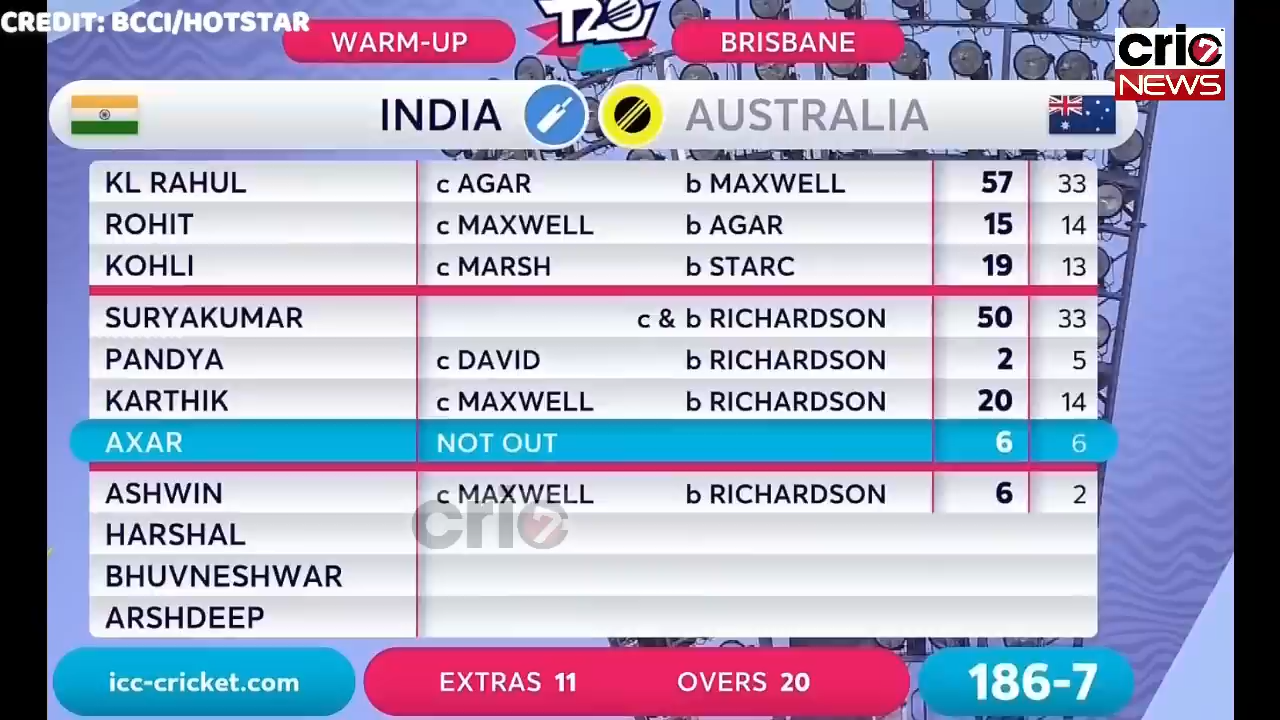 CREDIT: BCCI/HOTSTAR
T20
WARM-UP
BRISBANE
cric7
NEWS
INDIA AUSTRALIA
KL RAHUL c AGAR b MAXWELL 57 33
ROHIT c MAXWELL b AGAR 15 14
KOHLI c MARSH b STARC 19 13
SURYAKUMAR c & b RICHARDSON 50 33
PANDYA c DAVID b RICHARDSON 2 5
KARTHIK c MAXWELL b RICHARDSON 20 14
AXAR NOT OUT 6 6
ASHWIN c MAXWELL b RICHARDSON 6 2
cric7
HARSHAL
BHUVNESHWAR
ARSHDEEP
icc-cricket.com EXTRAS 11 OVERS 20 186-7